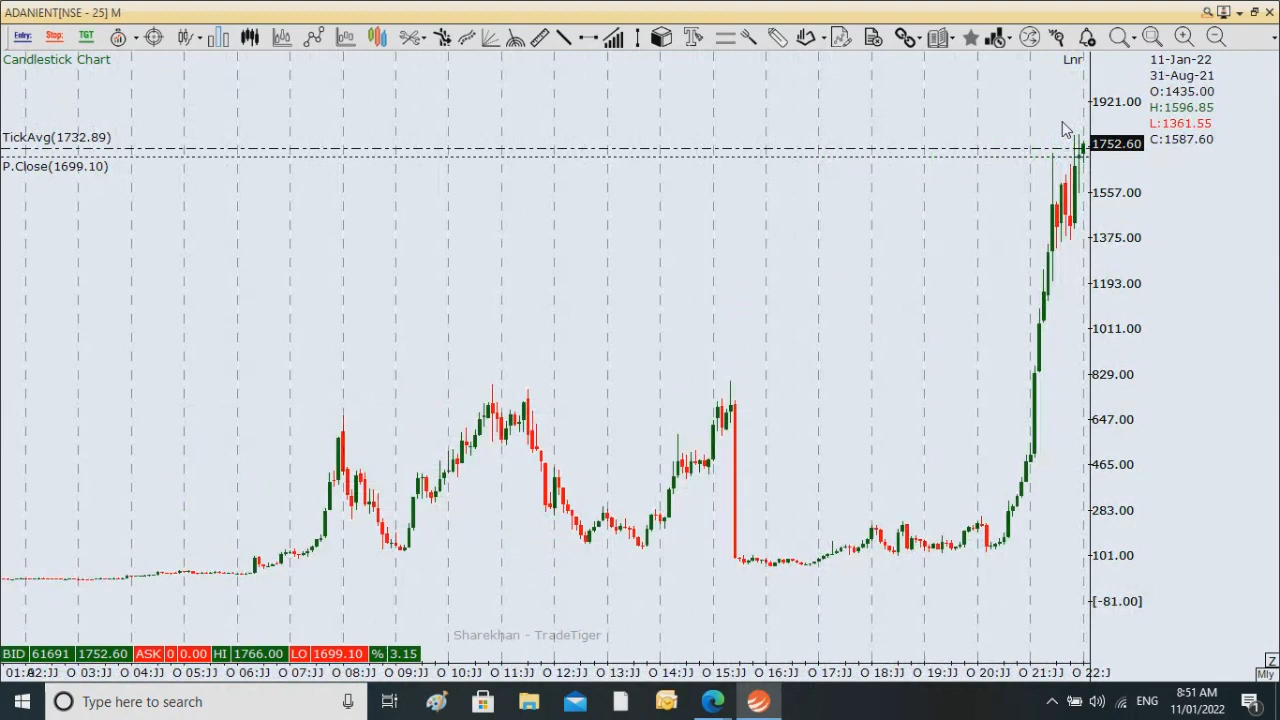 ADANIENT[NSE - 25] M
Entry:
Stop:
TGT
Candlestick Chart
Lnr
11-Jan-22
31-Aug-21
O:1435.00
H:1596.85
L:1361.55
C:1587.60
TickAvg(1732.89)
P.Close(1699.10)
1921.00
1752.60
1557.00
1375.00
1193.00
1011.00
829.00
647.00
465.00
283.00
101.00
[-81.00]
Sharekhan - TradeTiger
BID 61691 1752.60 ASK 0 0.00 HI 1766.00 LO 1699.10 % 3.15
Z
O 03:JJ O 04:JJ O 05:JJ O 06:JJ O 07:JJ O 08:JJ O 09:JJ O 10:JJ O 11:JJ O 12:JJ O 13:JJ O 14:JJ O 15:JJ O 16:JJ O 17:JJ O 18:JJ O 19:JJ O 20:JJ O 21:JJ O 22:JJ
Mly
Type here to search
ENG
8:51 AM
11/01/2022
1